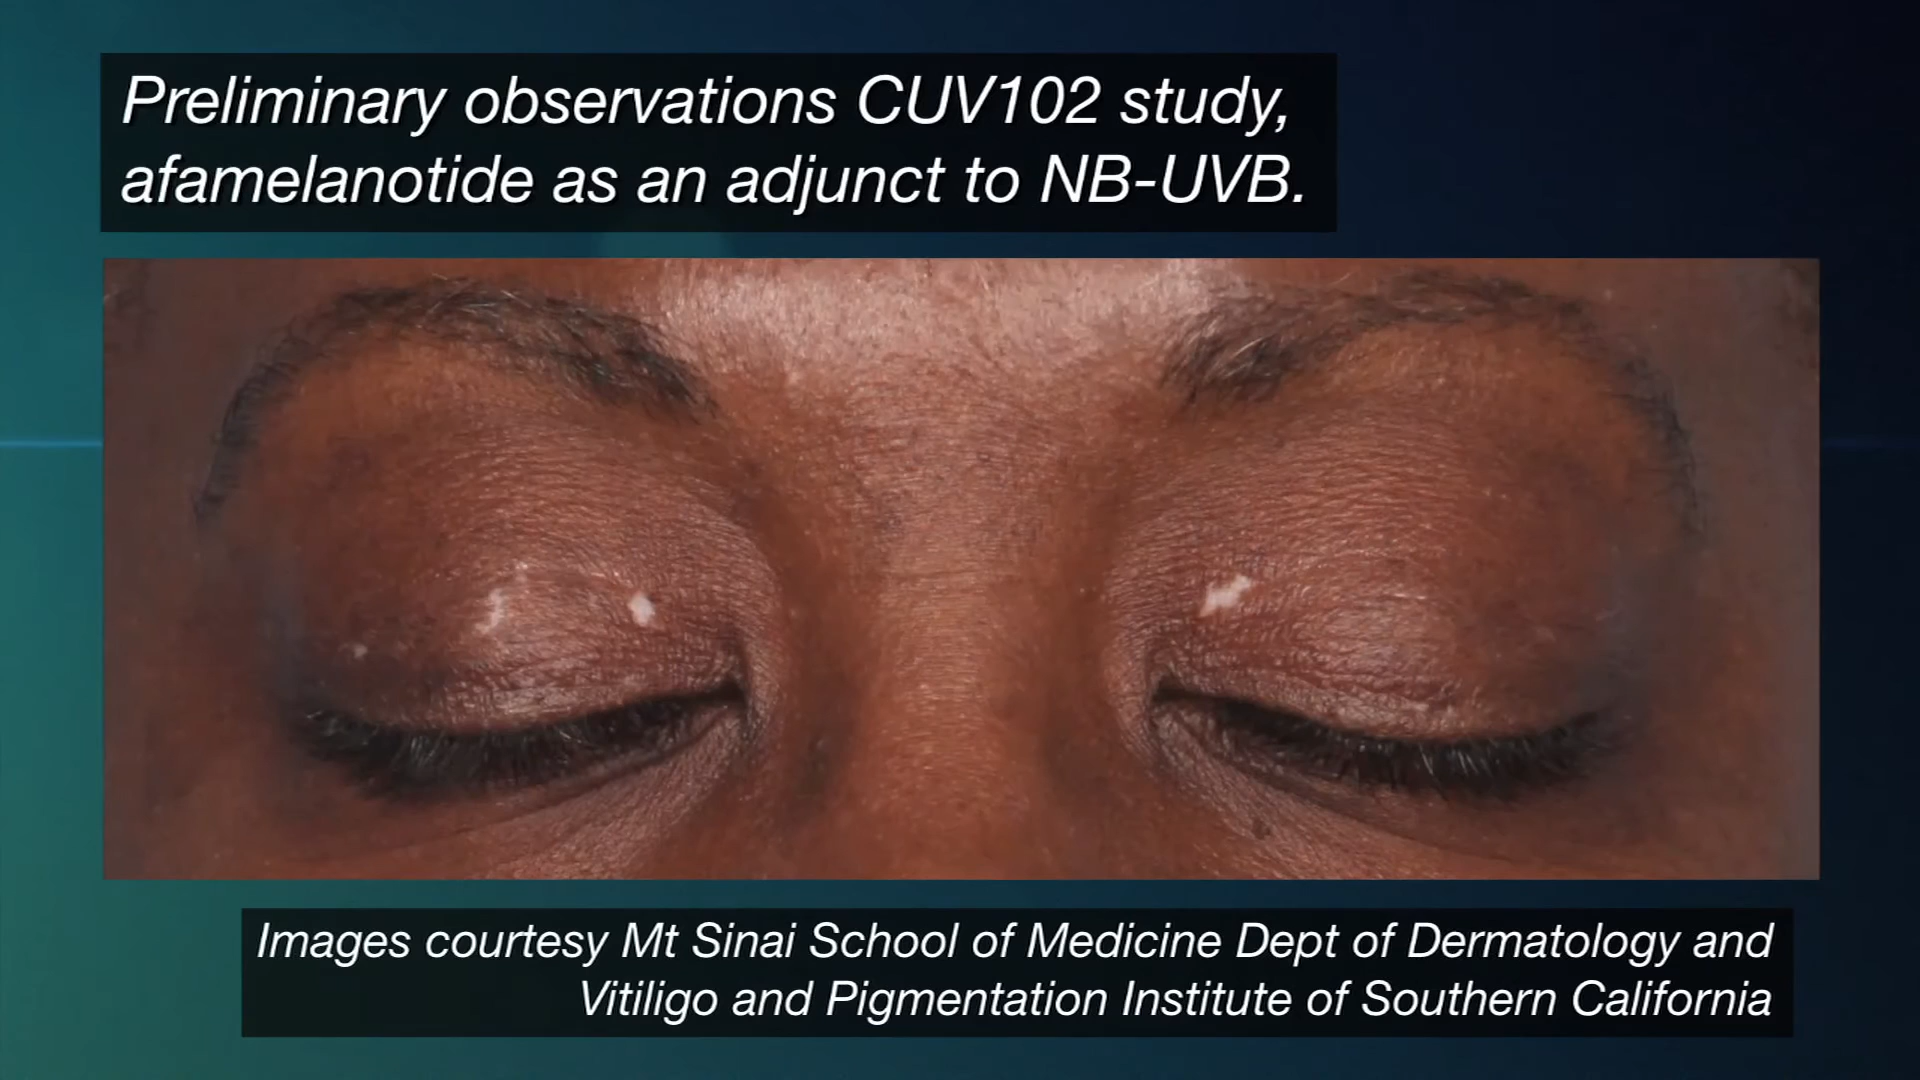 Preliminary observations CUV102 study,
afamelanotide as an adjunct to NB-UVB.
Images courtesy Mt Sinai School of Medicine Dept of Dermatology and
Vitiligo and Pigmentation Institute of Southern California